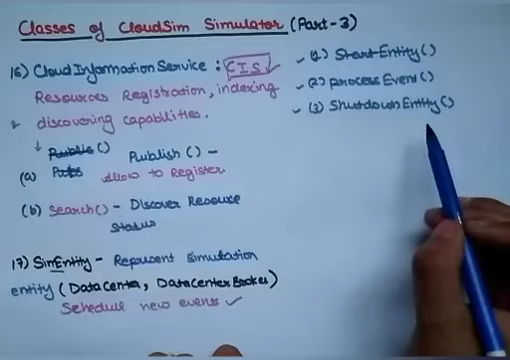 Classes of CloudSim Simulator (Part-3)
16) Cloud Information Service : CIS
Resources Registration, indexing
& discovering capabilities.
↓ Public ()
(a) Publish () -
allow to Register
(b) Search() - Discover Resource
Status
17) SimEntity - Represent simulation
entity (DataCenter, DatacenterBroker)
Schedule new events ✓
✓ (1) Start Entity ()
✓ (2) process Event ()
✓ (3) Shutdown Entity ()